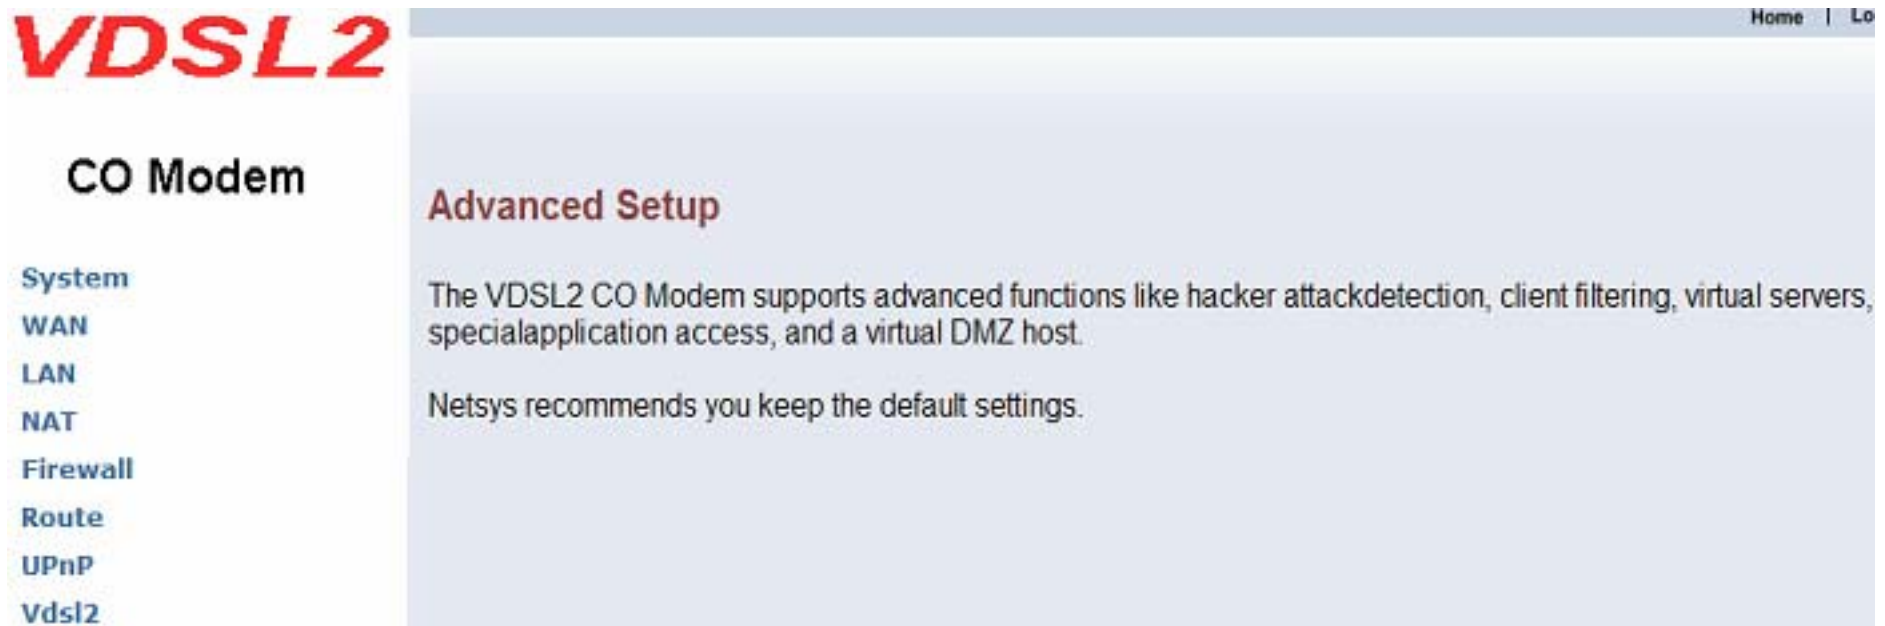 VDSL2
Home |
CO Modem
Advanced Setup
System
WAN
LAN
NAT
Firewall
Route
UPnP
Vdsl2
The VDSL2 CO Modem supports advanced functions like hacker attackdetection, client filtering, virtual servers,
specialapplication access, and a virtual DMZ host.
Netsys recommends you keep the default settings.